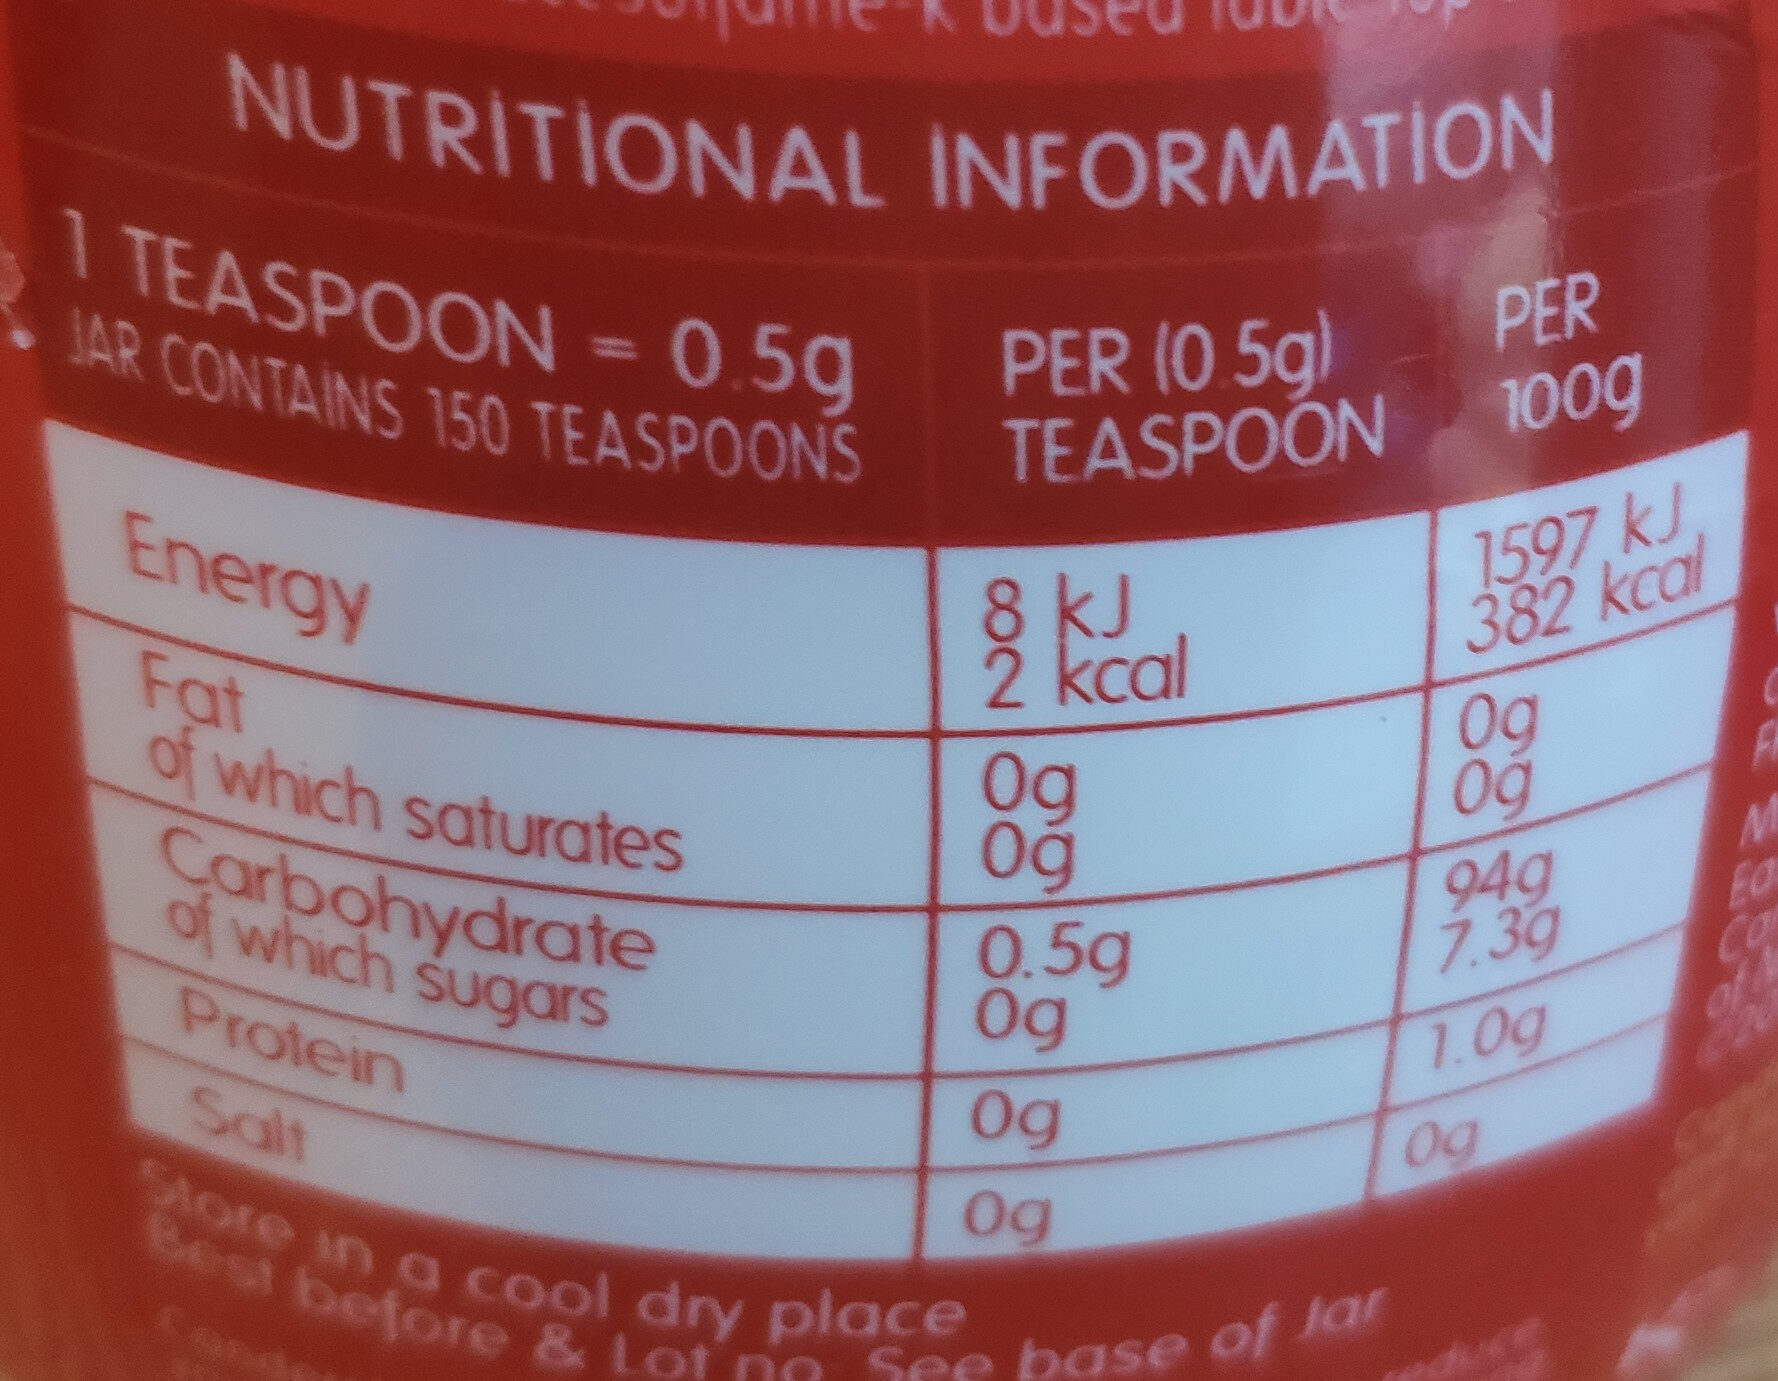 K based
NUTRITIONAL INFORMATION
1 TEASPOON = 0.5g
JAR CONTAINS 150 TEASPOONS
PER (0.5g)
TEASPOON
PER
100g
Energy
8 kJ
2 kcal
1597 kJ
382 kcal
Fat
of which saturates
0g
0g
0g
0g
Carbohydrate
of which sugars
0.5g
0g
94g
7.3g
Protein
0g
1.0g
Salt
0g
0g
Store in a cool dry place
Best before & Lot no. See base of Jar